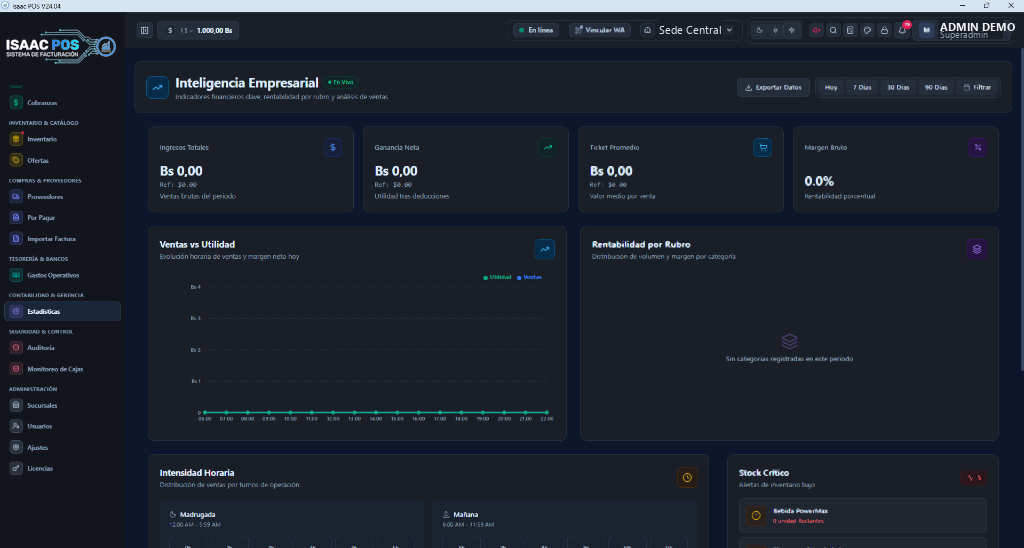 Isaac POS V24.04
ISAAC POS
SISTEMA DE FACTURACIÓN
$ 1$ = 1.000,00 Bs
En línea
Vincular WA
Sede Central
M
ADMIN DEMO
Superadmin
Cobranzas
INVENTARIO & CATÁLOGO
Inventario
Ofertas
COMPRAS & PROVEEDORES
Proveedores
Por Pagar
Importar Factura
TESORERÍA & BANCOS
Gastos Operativos
CONTABILIDAD & GERENCIA
Estadísticas
SEGURIDAD & CONTROL
Auditoría
Monitoreo de Cajas
ADMINISTRACIÓN
Sucursales
Usuarios
Ajustes
Licencias
Inteligencia Empresarial
En Vivo
Indicadores financieros clave, rentabilidad por rubro y análisis de ventas
Exportar Datos
Hoy
7 Días
30 Días
90 Días
Filtrar
Ingresos Totales
Bs 0,00
Ref: $0.00
Ventas brutas del periodo
Ganancia Neta
Bs 0,00
Ref: $0.00
Utilidad tras deducciones
Ticket Promedio
Bs 0,00
Ref: $0.00
Valor medio por venta
Margen Bruto
0.0%
Rentabilidad porcentual
Ventas vs Utilidad
Evolución horaria de ventas y margen neto hoy
Utilidad
Ventas
Bs 4
Bs 3
Bs 2
Bs 1
0
06:00 07:00 08:00 09:00 10:00 11:00 12:00 13:00 14:00 15:00 16:00 17:00 18:00 19:00 20:00 21:00 22:00
Rentabilidad por Rubro
Distribución de volumen y margen por categoría
Sin categorías registradas en este periodo
Intensidad Horaria
Distribución de ventas por turnos de operación
Madrugada
12:00 AM - 5:59 AM
Mañana
6:00 AM - 11:59 AM
Stock Crítico
Alertas de inventario bajo
5
Bebida PowerMax
0 unidad Restantes